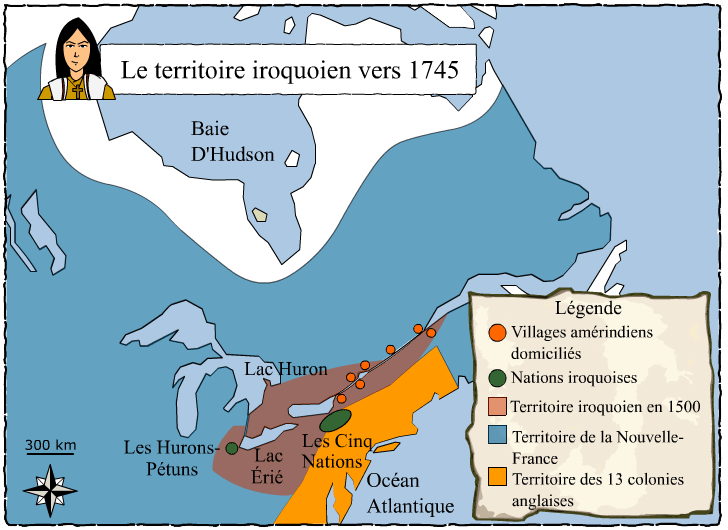 Le territoire iroquoien vers 1745
Baie
D'Hudson
Lac Huron
Les Hurons-
Pétuns
Lac
Érié
Les Cinq
Nations
Océan
Atlantique
300 km
Légende
Villages amérindiens
domiciliés
Nations iroquoises
Territoire iroquoien en 1500
Territoire de la Nouvelle-
France
Territoire des 13 colonies
anglaises